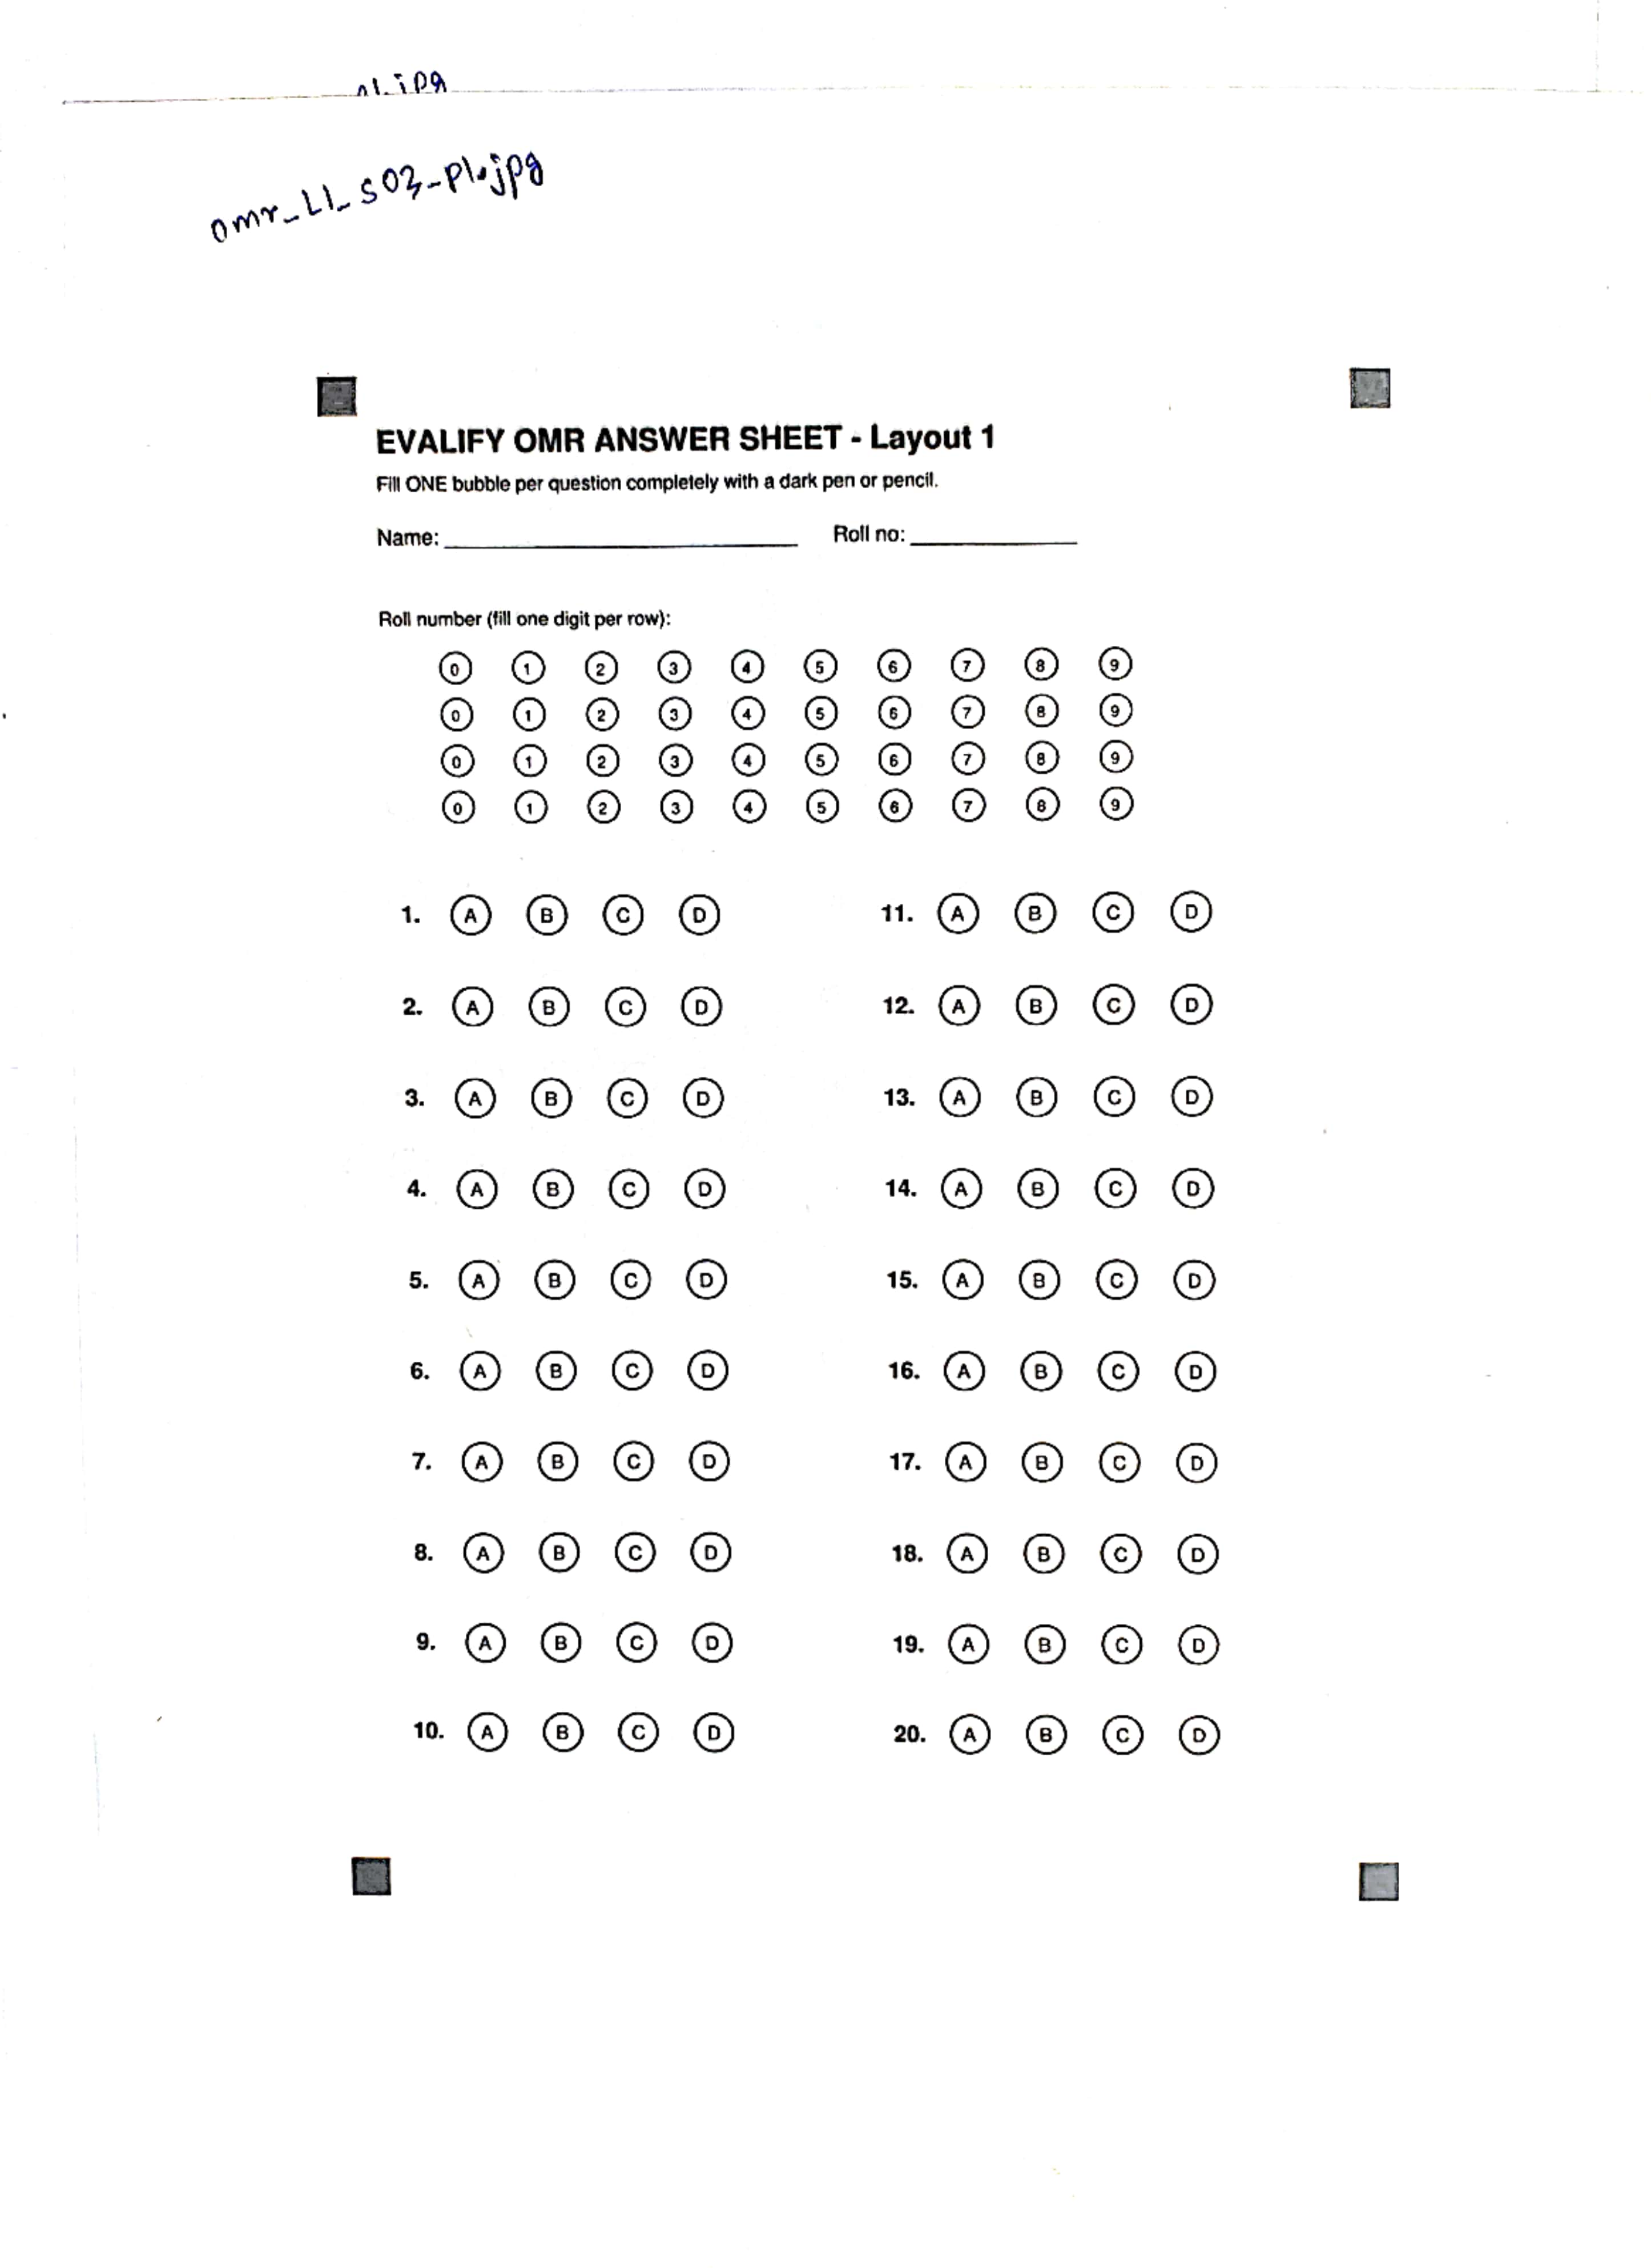 omr_L1_S03_P1.jpg
EVALIFY OMR ANSWER SHEET - Layout 1
Fill ONE bubble per question completely with a dark pen or pencil.
Name: Roll no:
Roll number (fill one digit per row):
0 1 2 3 4 5 6 7 8 9
0 1 2 3 4 5 6 7 8 9
0 1 2 3 4 5 6 7 8 9
0 1 2 3 4 5 6 7 8 9
1. A B C D 11. A B C D
2. A B C D 12. A B C D
3. A B C D 13. A B C D
4. A B C D 14. A B C D
5. A B C D 15. A B C D
6. A B C D 16. A B C D
7. A B C D 17. A B C D
8. A B C D 18. A B C D
9. A B C D 19. A B C D
10. A B C D 20. A B C D